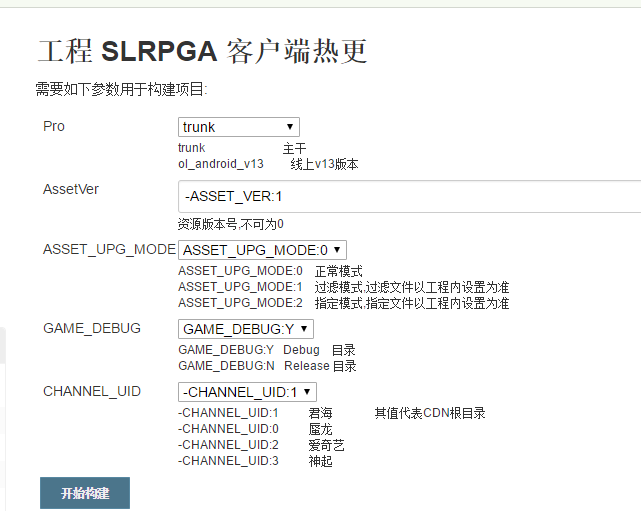 工程 SLRPGA 客户端热更
需要如下参数用于构建项目:
Pro trunk
trunk 主干
ol_android_v13 线上v13版本
AssetVer -ASSET_VER:1
资源版本号,不可为0
ASSET_UPG_MODE ASSET_UPG_MODE:0
ASSET_UPG_MODE:0 正常模式
ASSET_UPG_MODE:1 过滤模式,过滤文件以工程内设置为准
ASSET_UPG_MODE:2 指定模式,指定文件以工程内设置为准
GAME_DEBUG GAME_DEBUG:Y
GAME_DEBUG:Y Debug 目录
GAME_DEBUG:N Release 目录
CHANNEL_UID -CHANNEL_UID:1
-CHANNEL_UID:1 君海 其值代表CDN根目录
-CHANNEL_UID:0 蜃龙
-CHANNEL_UID:2 爱奇艺
-CHANNEL_UID:3 神起
开始构建